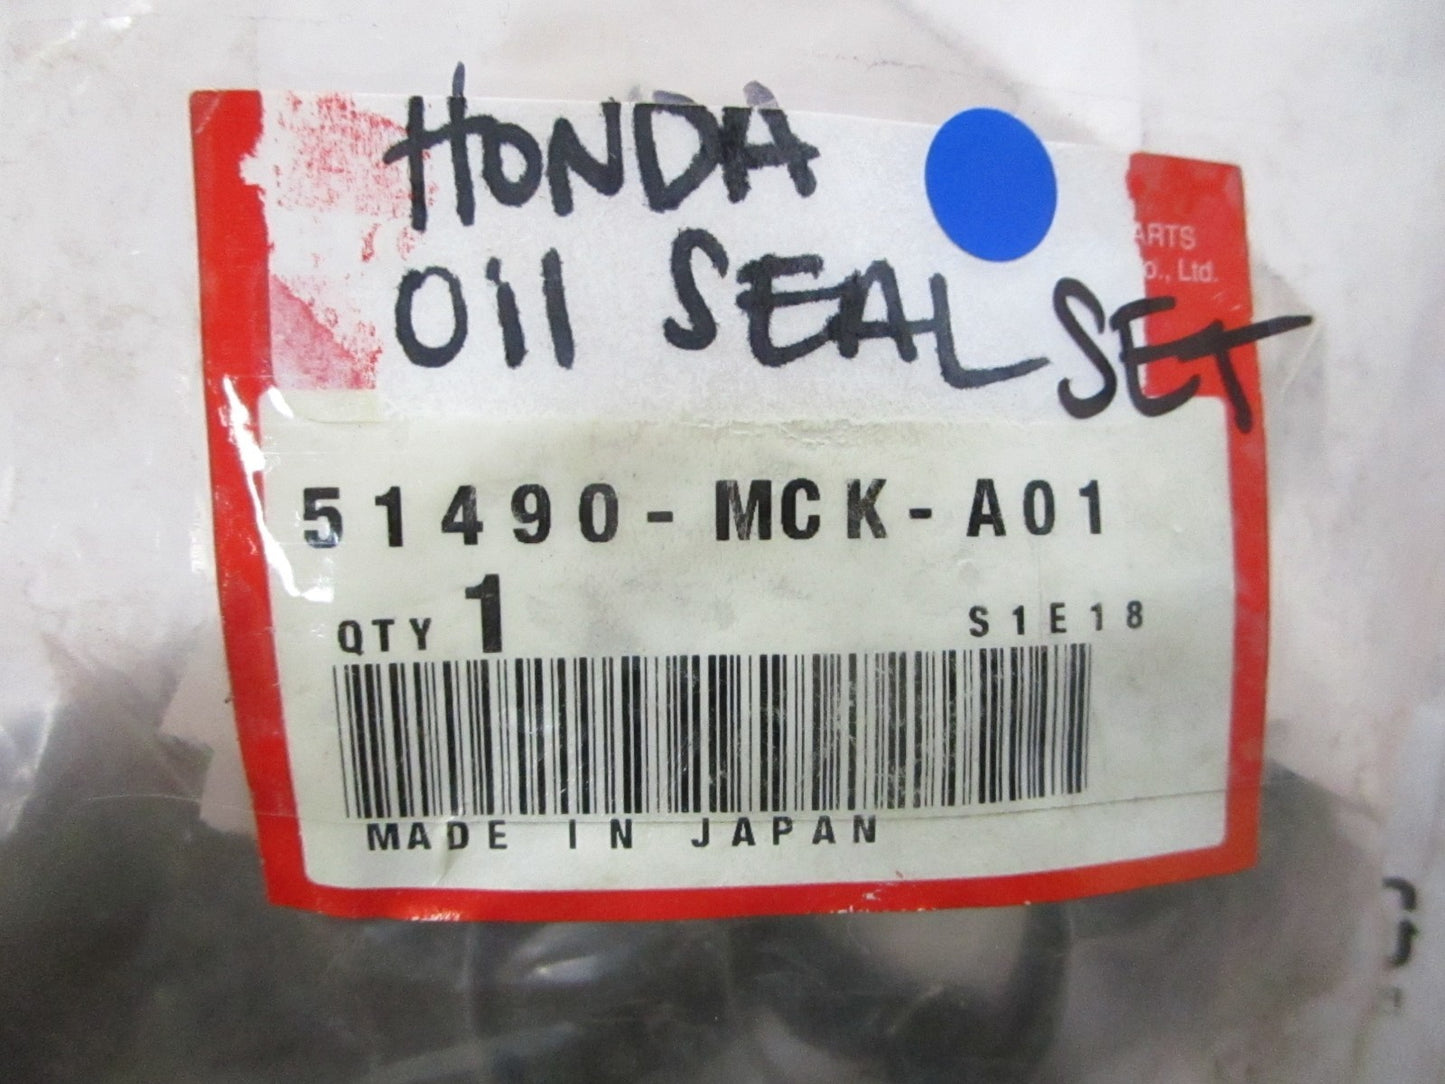 HONDA
OIL SEAL SET
ARTS
o., Ltd.
51490-MCK-A01
QTY 1
S1E18
MADE IN JAPAN